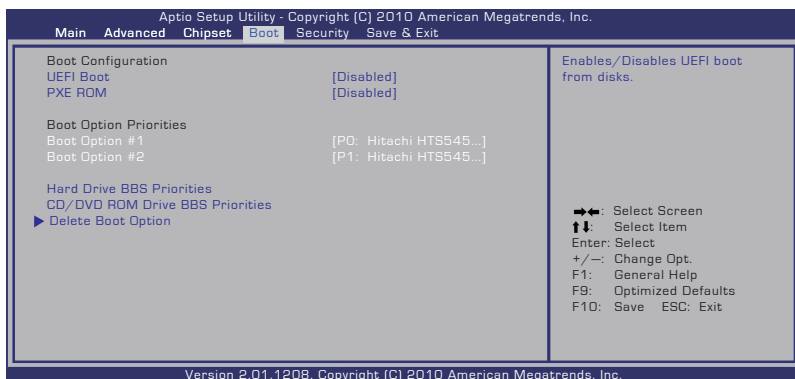 Aptio Setup Utility - Copyright (C) 2010 American Megatrends, Inc.
Main Advanced Chipset Boot Security Save & Exit
Boot Configuration
UEFI Boot [Disabled]
PXE ROM [Disabled]
Boot Option Priorities
Boot Option #1 [P0: Hitachi HTS545...]
Boot Option #2 [P1: Hitachi HTS545...]
Hard Drive BBS Priorities
CD/DVD ROM Drive BBS Priorities
Delete Boot Option
Enables/Disables UEFI boot
from disks.
→←: Select Screen
↑↓: Select Item
Enter: Select
+/—: Change Opt.
F1: General Help
F9: Optimized Defaults
F10: Save ESC: Exit
Version 2.01.1208. Copyright (C) 2010 American Megatrends, Inc.